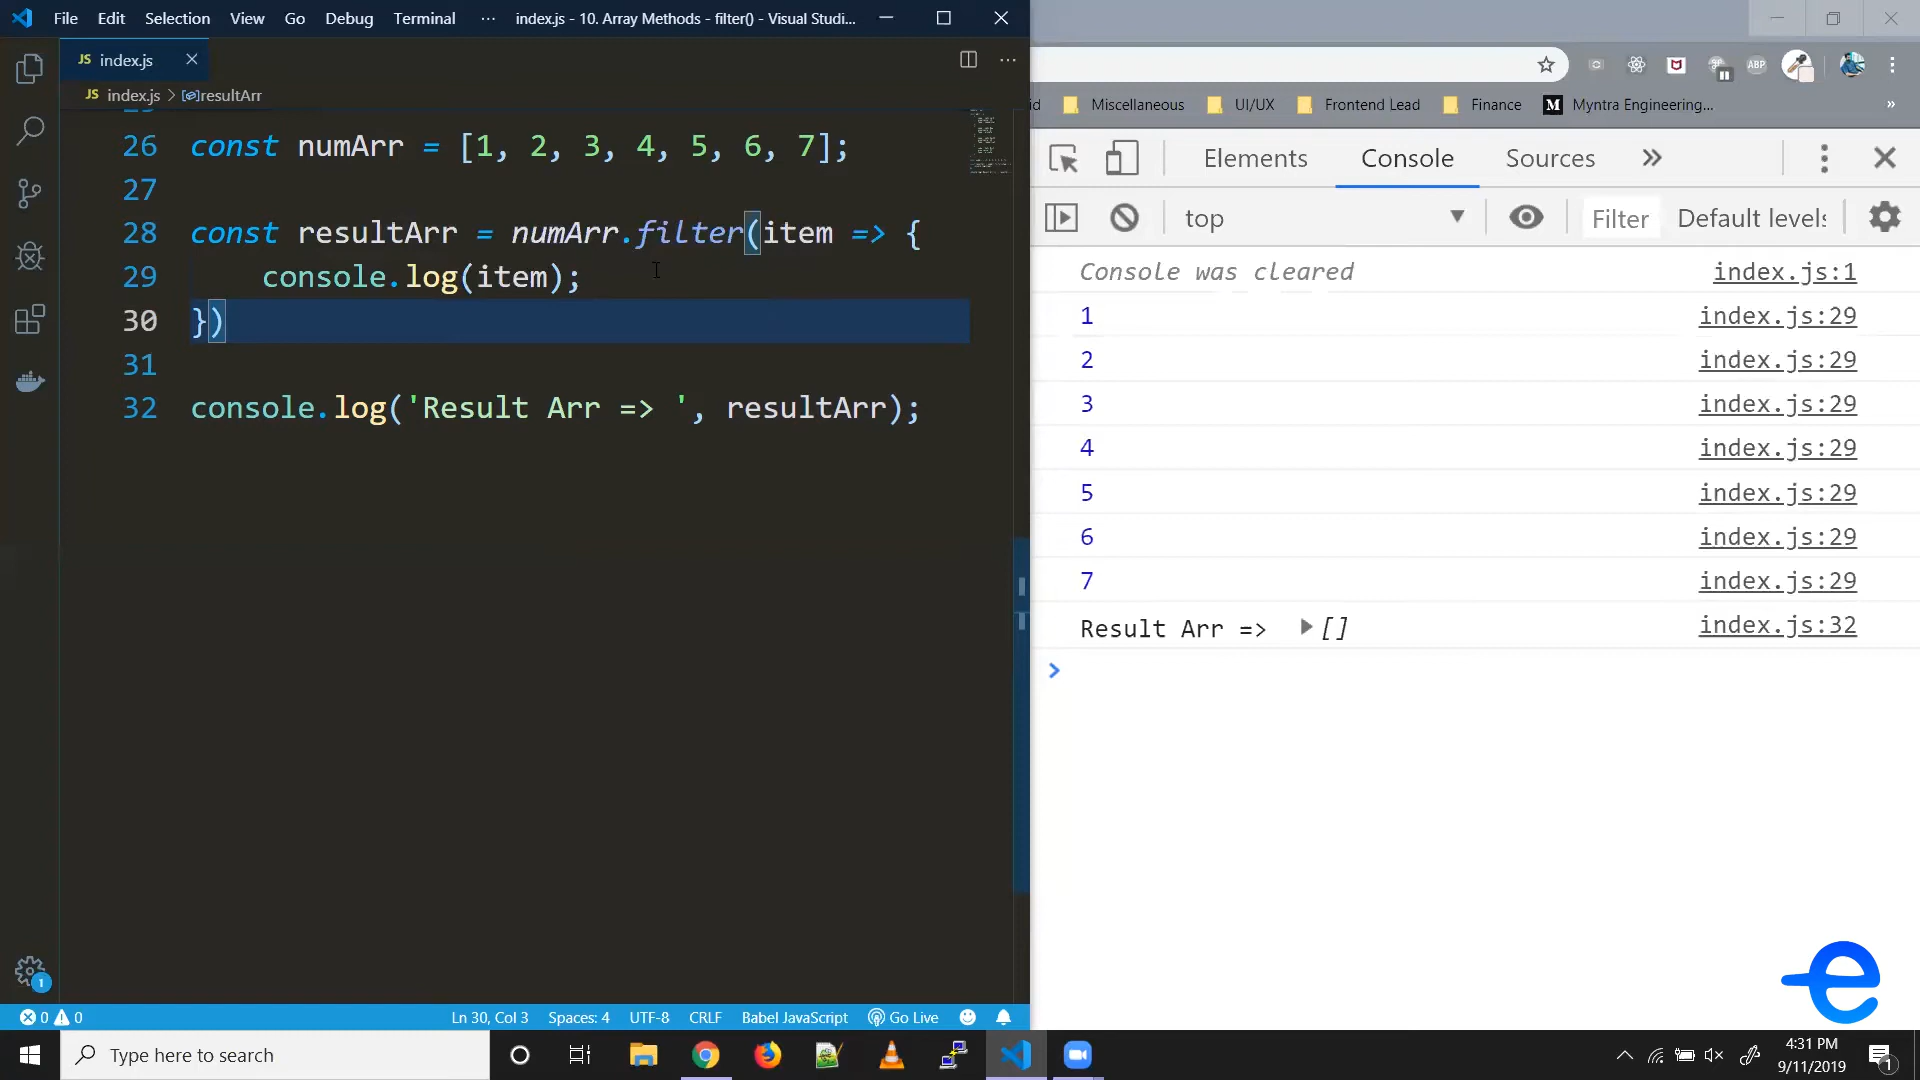 File Edit Selection View Go Debug Terminal ··· index.js - 10. Array Methods - filter() - Visual Studi...
JS index.js
JS index.js > resultArr
26 const numArr = [1, 2, 3, 4, 5, 6, 7];
27
28 const resultArr = numArr.filter(item => {
29 console.log(item);
30 })
31
32 console.log('Result Arr => ', resultArr);
1
0 0
Ln 30, Col 3 Spaces: 4 UTF-8 CRLF Babel JavaScript Go Live
ABP
id Miscellaneous UI/UX Frontend Lead Finance M Myntra Engineering... »
Elements Console Sources »
top Filter Default levels
Console was cleared index.js:1
1 index.js:29
2 index.js:29
3 index.js:29
4 index.js:29
5 index.js:29
6 index.js:29
7 index.js:29
Result Arr => ▶ [] index.js:32
>
e
Type here to search
4:31 PM
9/11/2019
1